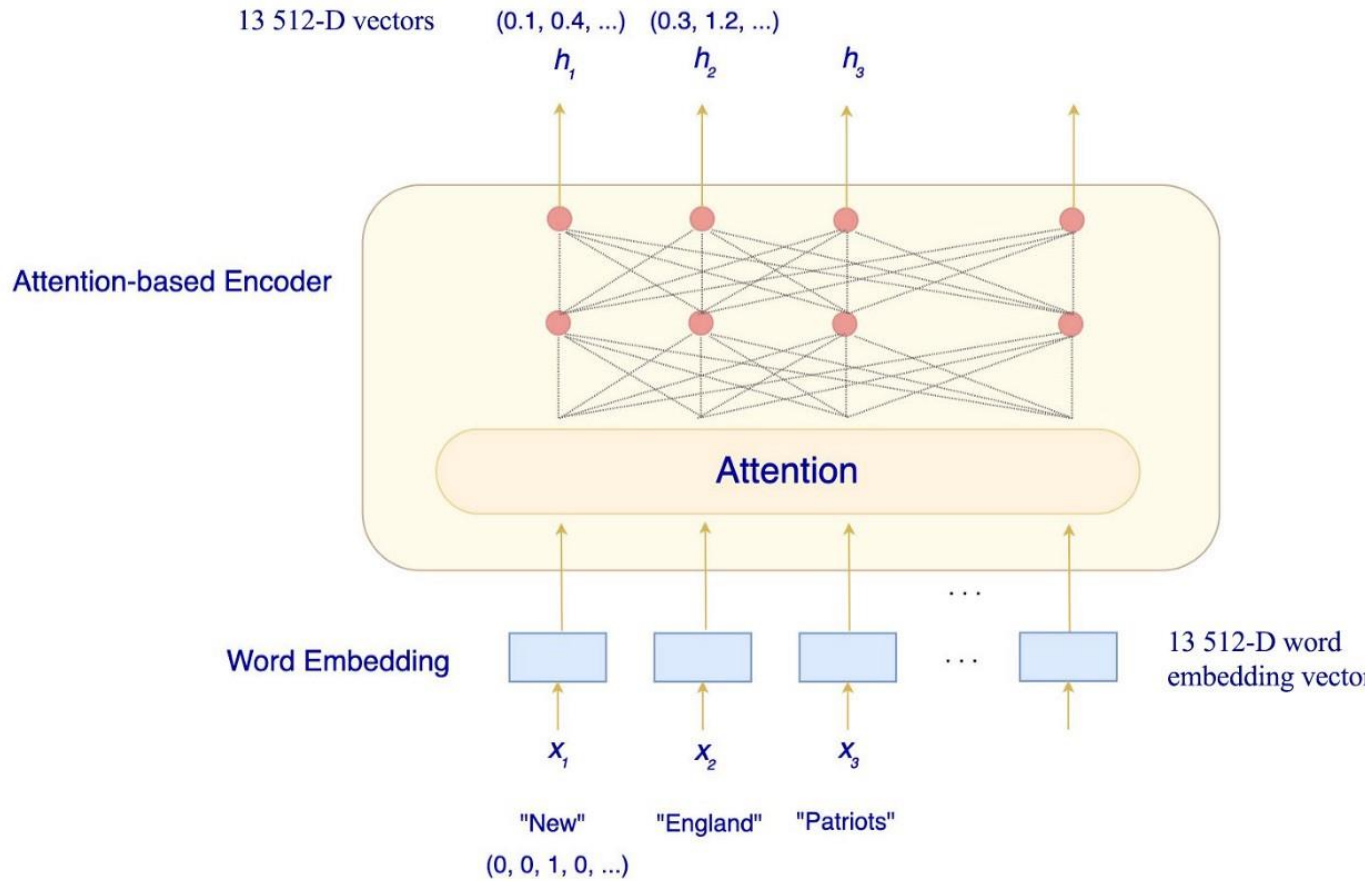 13 512-D vectors (0.1, 0.4, ...) (0.3, 1.2, ...)
h1 h2 h3
Attention-based Encoder
Attention
...
Word Embedding ... 13 512-D word
embedding vector
x1 x2 x3
"New" "England" "Patriots"
(0, 0, 1, 0, ...)